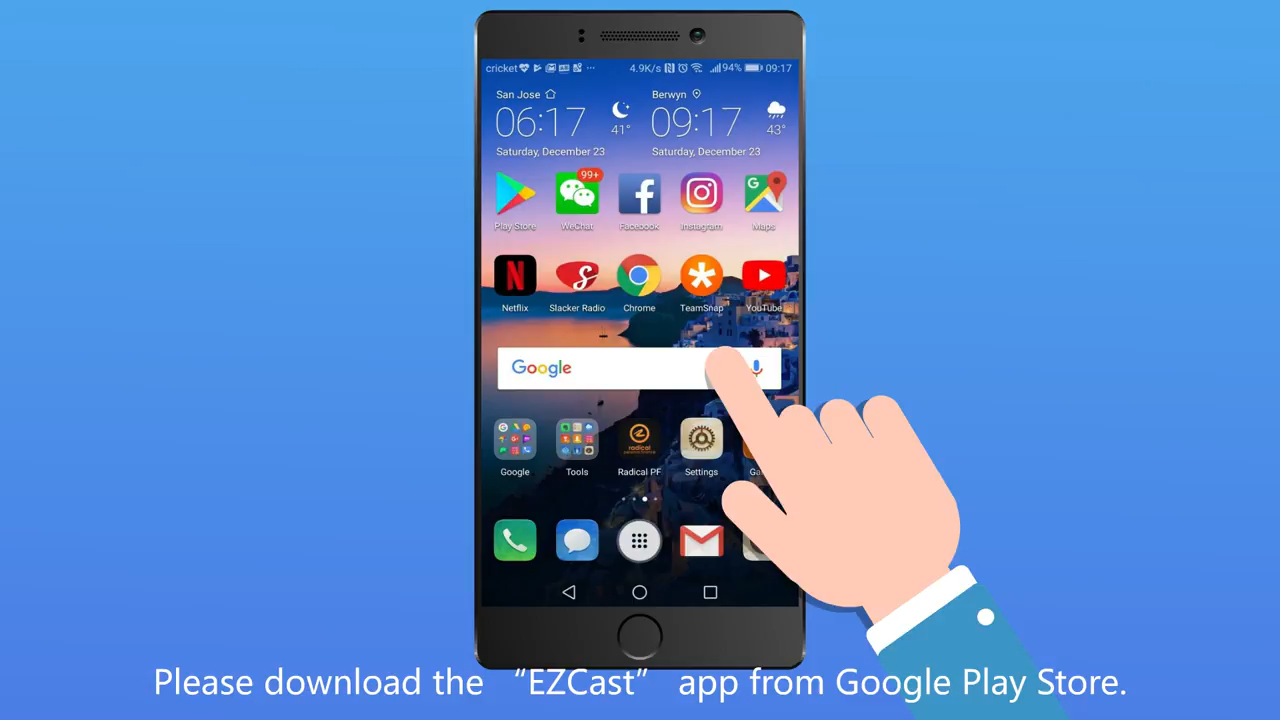 cricket 4.9K/s 94% 09:17
San Jose Berwyn
06:17 41° 09:17 43°
Saturday, December 23 Saturday, December 23
99+
G
Play Store WeChat Facebook Instagram Maps
Netflix Slacker Radio Chrome TeamSnap YouTube
Google
radical
Google Tools Radical PF Settings
Please download the “EZCast” app from Google Play Store.